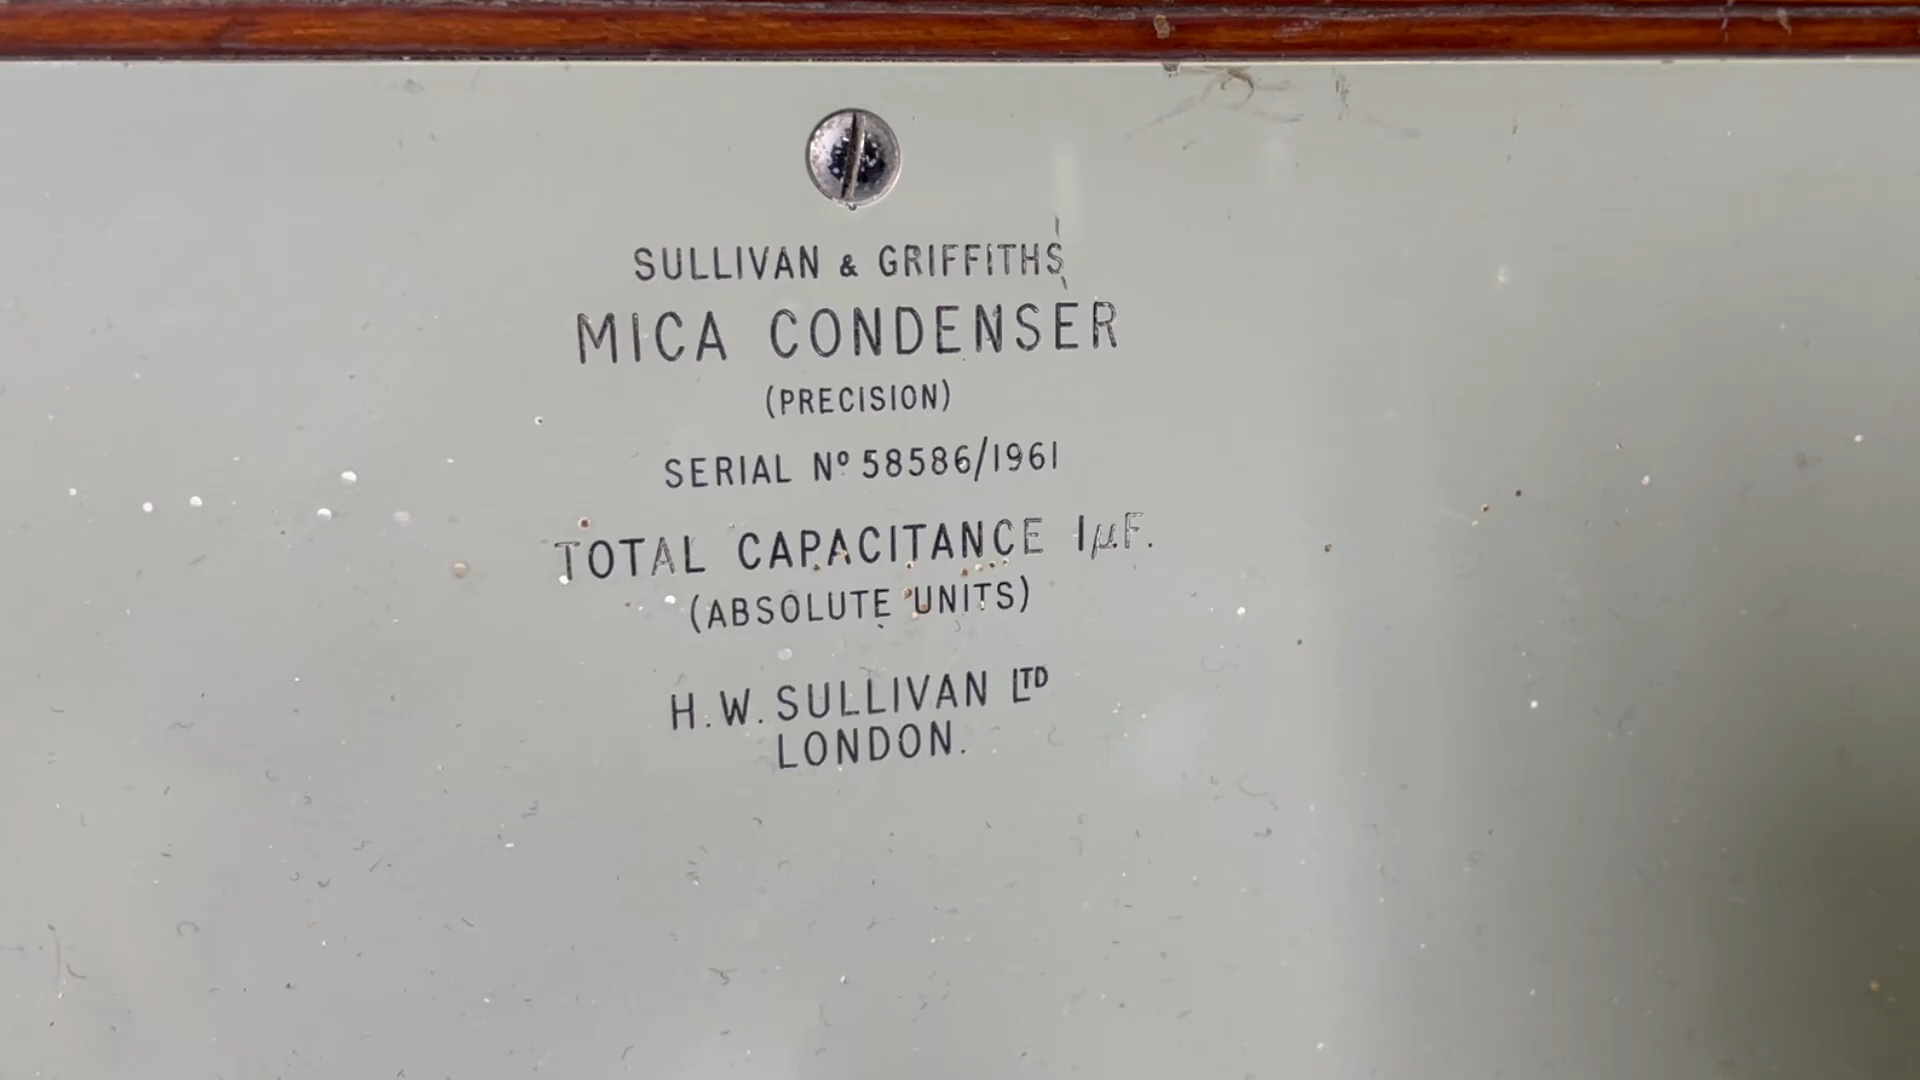 SULLIVAN & GRIFFITHS
MICA CONDENSER
(PRECISION)
SERIAL Nº 58586/1961
TOTAL CAPACITANCE 1µF.
(ABSOLUTE UNITS)
H.W. SULLIVAN LTD
LONDON.